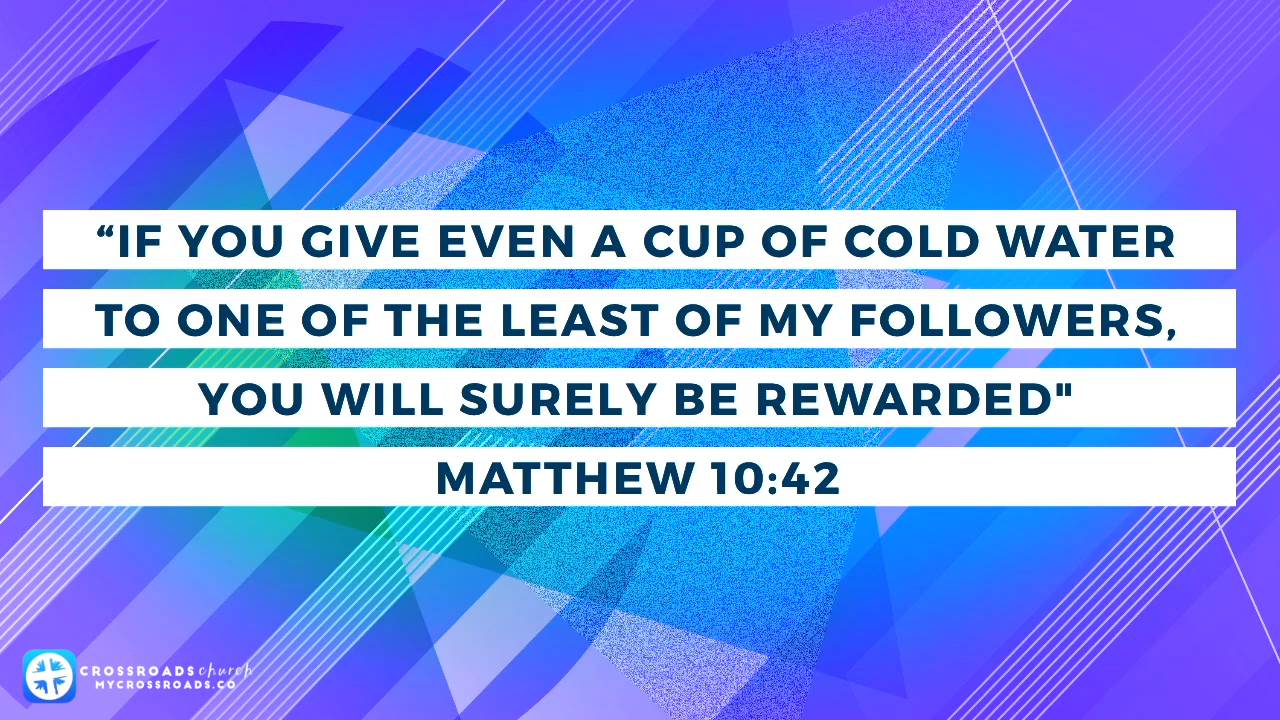 “IF YOU GIVE EVEN A CUP OF COLD WATER
TO ONE OF THE LEAST OF MY FOLLOWERS,
YOU WILL SURELY BE REWARDED"
MATTHEW 10:42
CROSSROADS church
MYCROSSROADS.CO